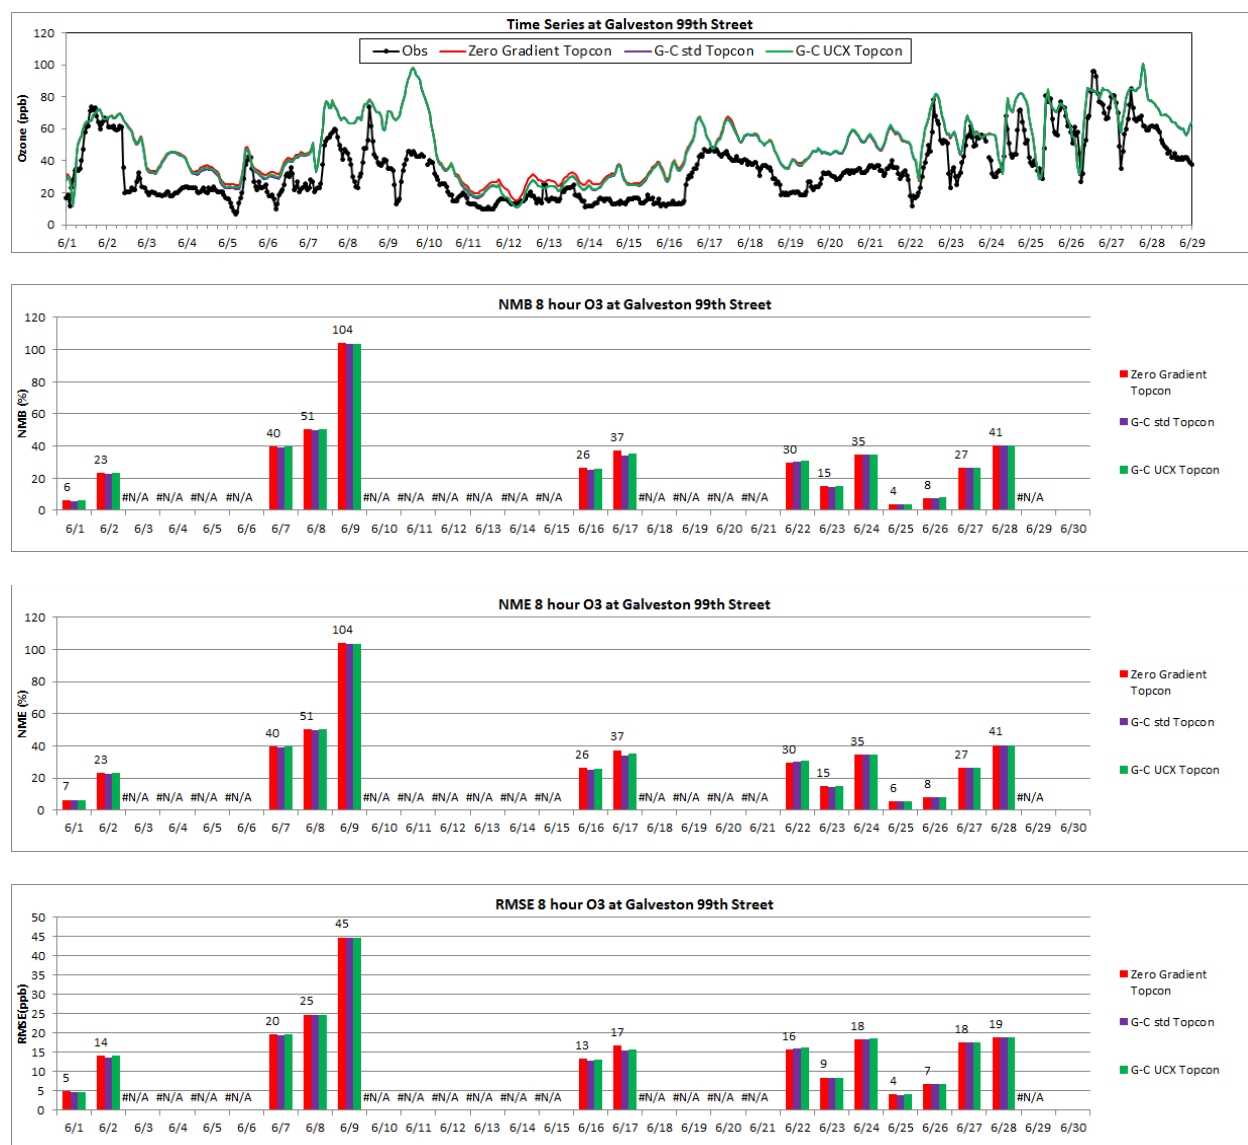 Time Series at Galveston 99th Street
Obs Zero Gradient Topcon G-C std Topcon G-C UCX Topcon
Ozone (ppb)
120
100
80
60
40
20
0
6/1 6/2 6/3 6/4 6/5 6/6 6/7 6/8 6/9 6/10 6/11 6/12 6/13 6/14 6/15 6/16 6/17 6/18 6/19 6/20 6/21 6/22 6/23 6/24 6/25 6/26 6/27 6/28 6/29
NMB 8 hour O3 at Galveston 99th Street
NMB (%)
120
100
80
60
40
20
0
6 23 #N/A #N/A #N/A #N/A 40 51 104 #N/A #N/A #N/A #N/A #N/A #N/A 26 37 #N/A #N/A #N/A #N/A 30 15 35 4 8 27 41 #N/A
6/1 6/2 6/3 6/4 6/5 6/6 6/7 6/8 6/9 6/10 6/11 6/12 6/13 6/14 6/15 6/16 6/17 6/18 6/19 6/20 6/21 6/22 6/23 6/24 6/25 6/26 6/27 6/28 6/29 6/30
Zero Gradient
Topcon
G-C std Topcon
G-C UCX Topcon
NME 8 hour O3 at Galveston 99th Street
NME (%)
120
100
80
60
40
20
0
7 23 #N/A #N/A #N/A #N/A 40 51 104 #N/A #N/A #N/A #N/A #N/A #N/A 26 37 #N/A #N/A #N/A #N/A 30 15 35 6 8 27 41 #N/A
6/1 6/2 6/3 6/4 6/5 6/6 6/7 6/8 6/9 6/10 6/11 6/12 6/13 6/14 6/15 6/16 6/17 6/18 6/19 6/20 6/21 6/22 6/23 6/24 6/25 6/26 6/27 6/28 6/29 6/30
Zero Gradient
Topcon
G-C std Topcon
G-C UCX Topcon
RMSE 8 hour O3 at Galveston 99th Street
RMSE(ppb)
50
45
40
35
30
25
20
15
10
5
0
5 14 #N/A #N/A #N/A #N/A 20 25 45 #N/A #N/A #N/A #N/A #N/A #N/A 13 17 #N/A #N/A #N/A #N/A 16 9 18 4 7 18 19 #N/A
6/1 6/2 6/3 6/4 6/5 6/6 6/7 6/8 6/9 6/10 6/11 6/12 6/13 6/14 6/15 6/16 6/17 6/18 6/19 6/20 6/21 6/22 6/23 6/24 6/25 6/26 6/27 6/28 6/29 6/30
Zero Gradient
Topcon
G-C std Topcon
G-C UCX Topcon